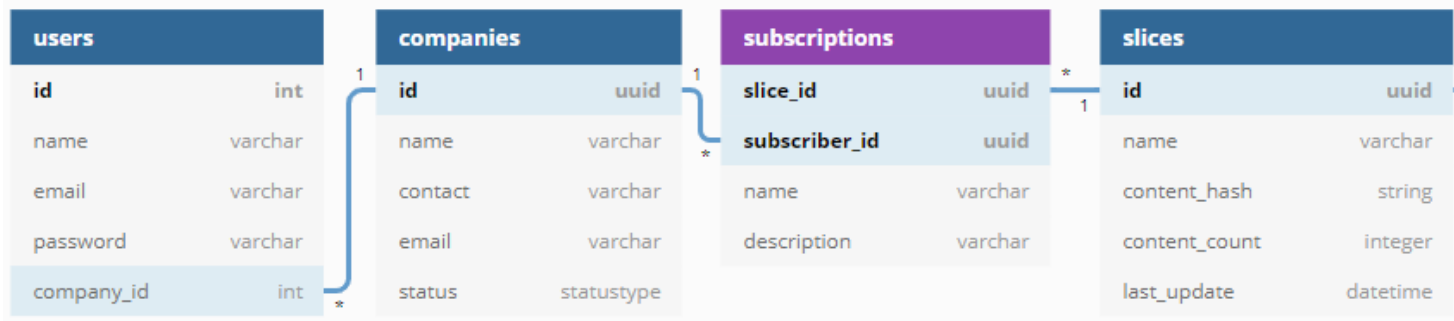 users
id int
name varchar
email varchar
password varchar
company_id int
1
*
companies
id uuid
name varchar
contact varchar
email varchar
status statustype
1
*
subscriptions
slice_id uuid
subscriber_id uuid
name varchar
description varchar
*
1
slices
id uuid
name varchar
content_hash string
content_count integer
last_update datetime